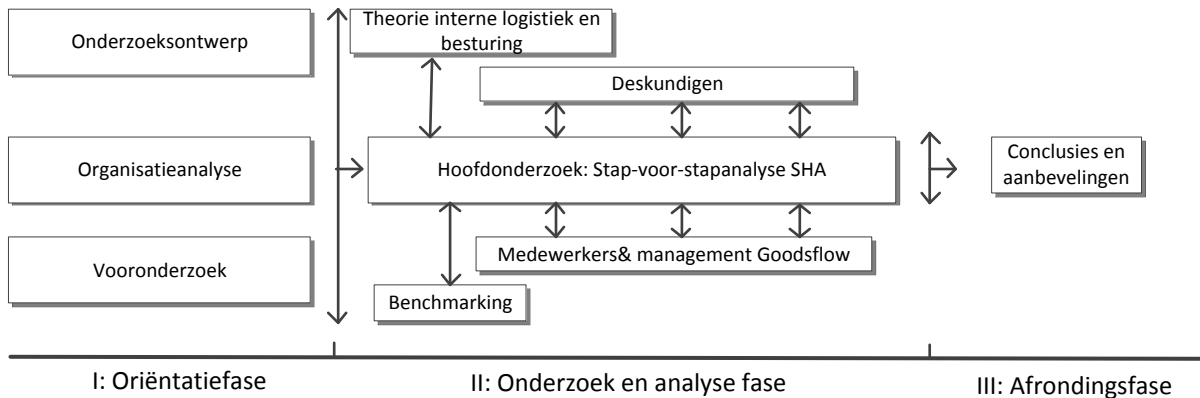 Onderzoeksontwerp
Organisatieanalyse
Vooronderzoek
Theorie interne logistiek en
besturing
Deskundigen
Hoofdonderzoek: Stap-voor-stapanalyse SHA
Medewerkers& management Goodsflow
Benchmarking
Conclusies en
aanbevelingen
I: Oriëntatiefase
II: Onderzoek en analyse fase
III: Afrondingsfase